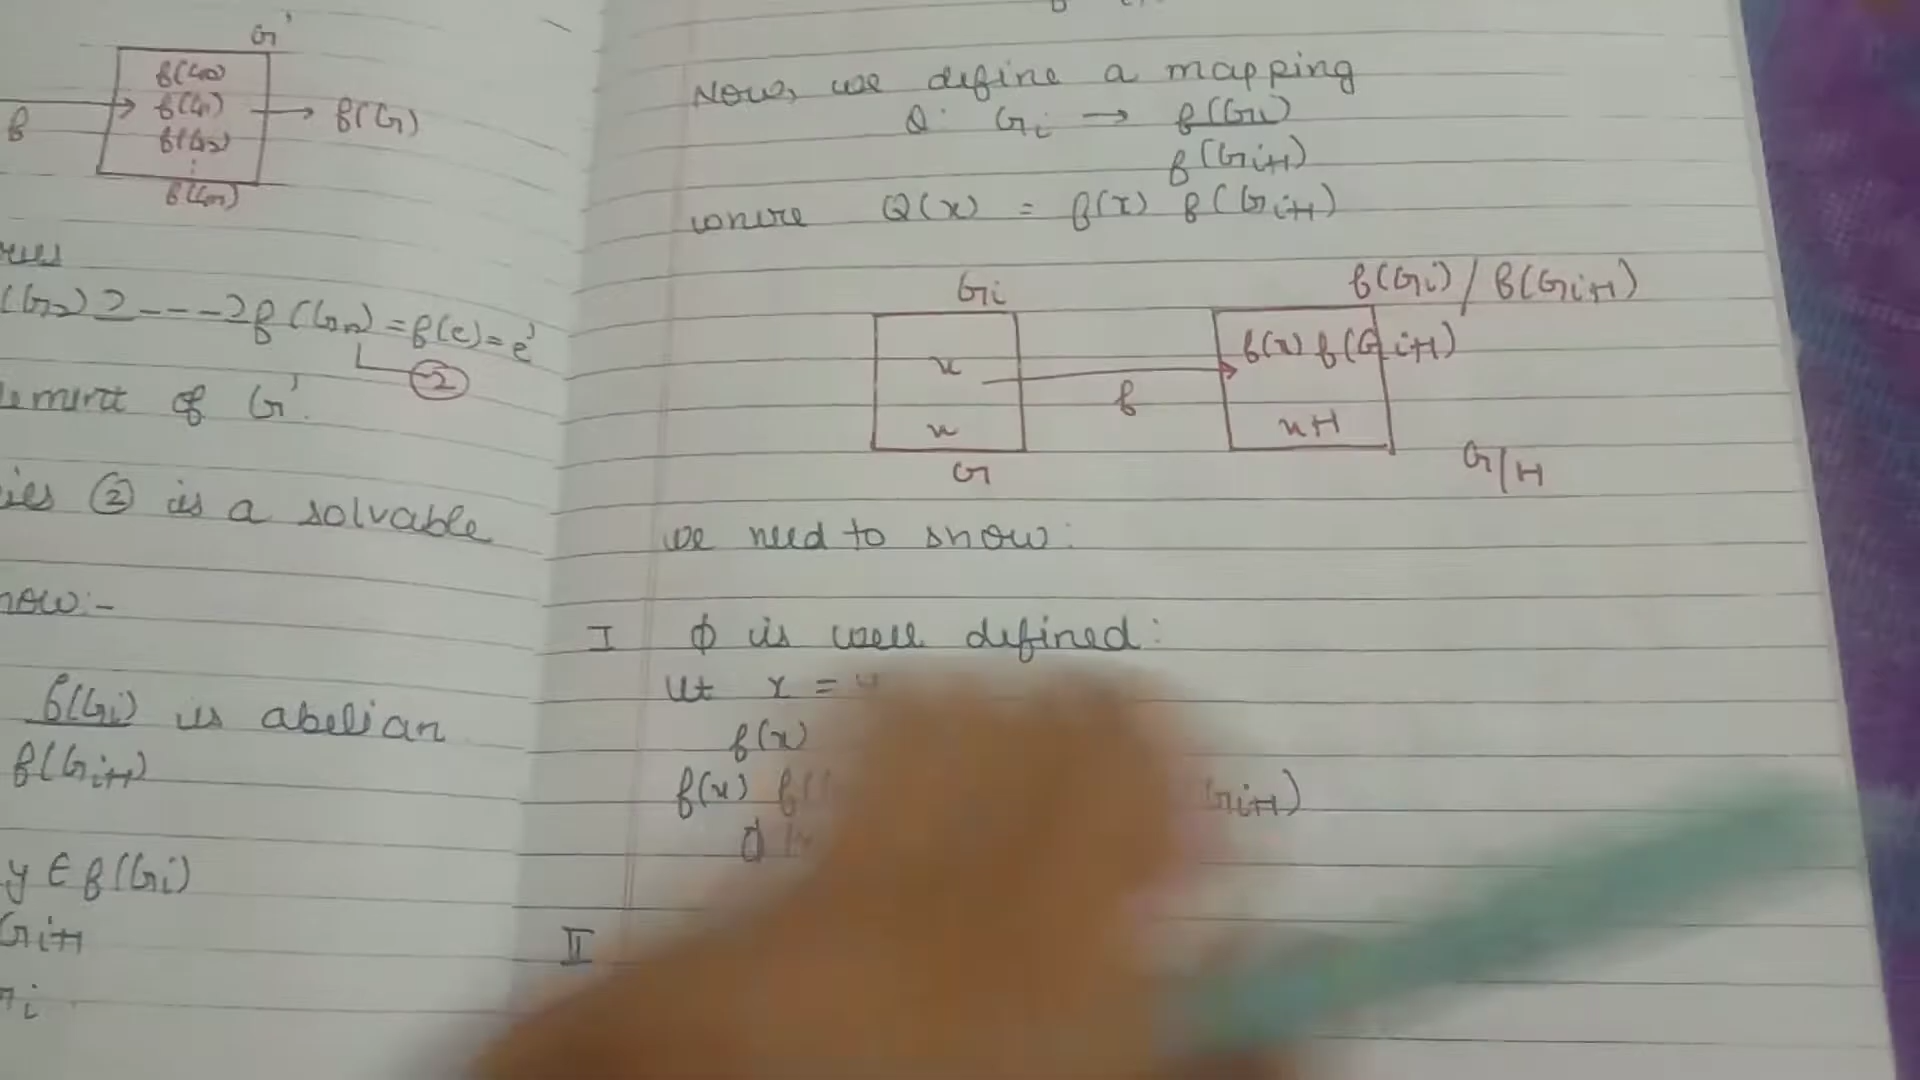 G'
f(G0)
f(G1)
f
f(G)
f(G2)
⋮
f(Gn)
(G2) ⊇ ---- ⊇ f(Gn) = f(e) = e'
②
of G'.
② is a solvable
f(Gi) is abelian
f(Gi+1)
y ∈ f(Gi)
Gi+1
i
Now, we define a mapping
Q: Gi → f(Gi)
f(Gi+1)
where Q(x) = f(x) f(Gi+1)
Gi
f(Gi) / f(Gi+1)
x
f(x) f(Gi+1)
f
x
xH
G
G/H
we need to show:
I ϕ is well defined:
Let x =
f(x)
f(x) f( Gi+1)
ϕ
II